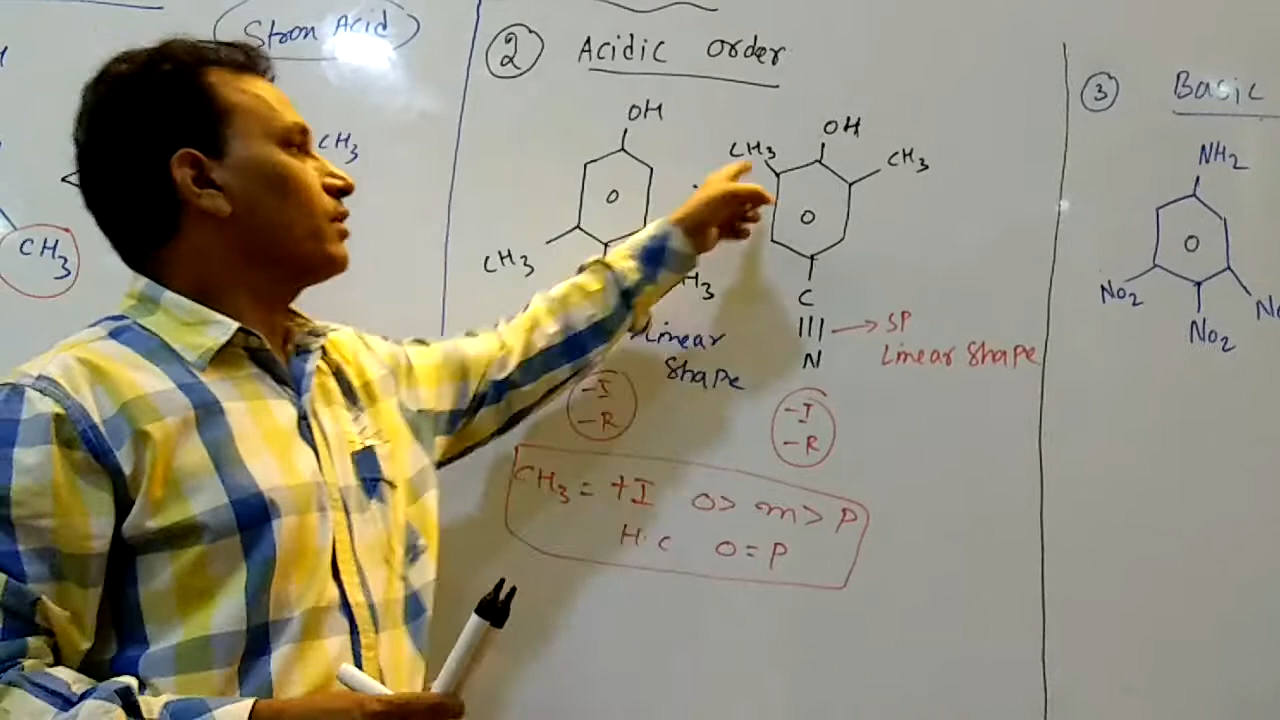 Stron Acid
CH3
CH3
② Acidic order
OH
CH3
H3
Linear
Shape
-I
-R
OH
CH3
CH3
C
N
SP
Linear Shape
-I
-R
CH3 = +I O > m > P
H.C O = P
③ Basic
NH2
NO2
NO2